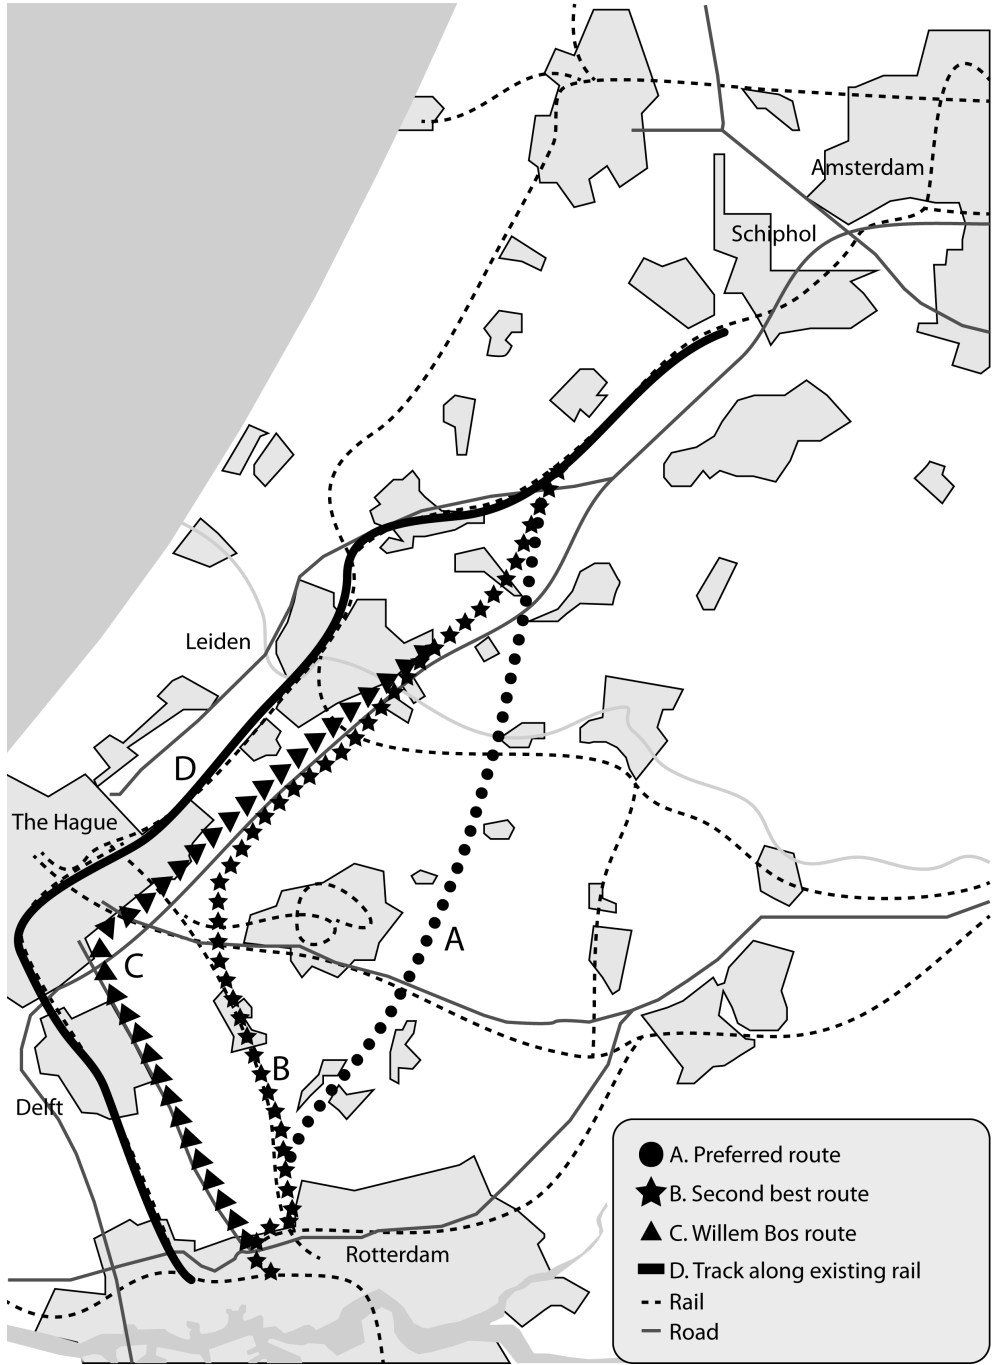 Amsterdam
Schiphol
Leiden
D
The Hague
A
C
B
Delft
Rotterdam
A. Preferred route
B. Second best route
C. Willem Bos route
D. Track along existing rail
Rail
Road